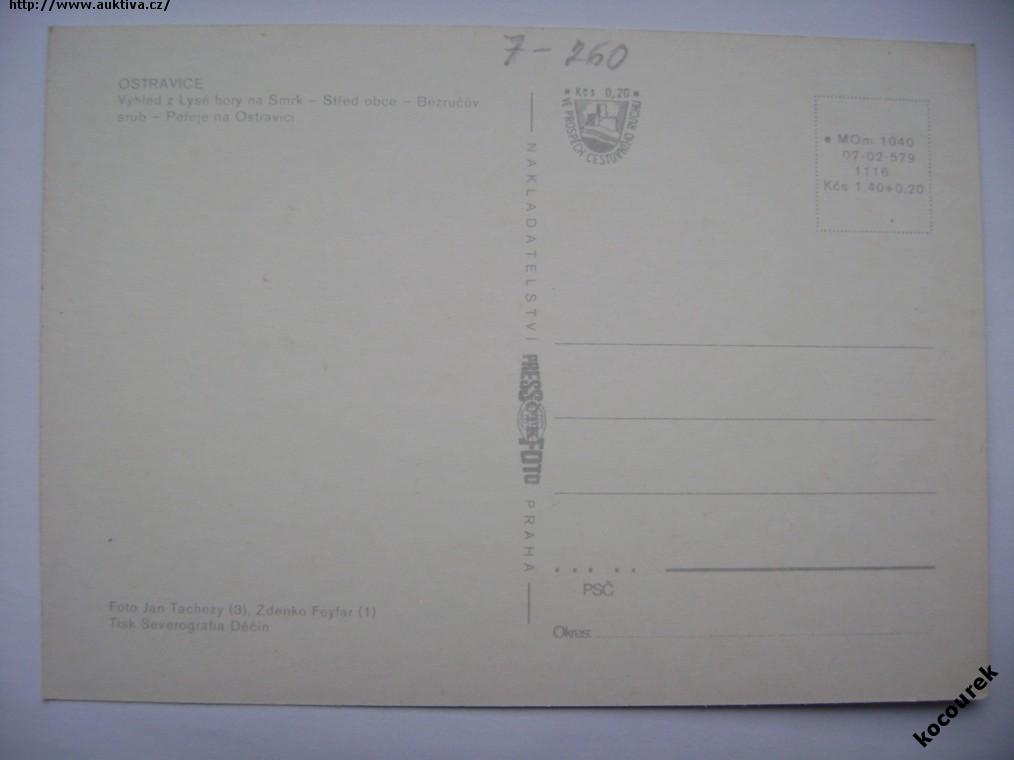 http://www.auktiva.cz/
7-260
OSTRAVICE
Výhled z Lysé hory na Smrk – Střed obce – Bezručův
srub – Peřeje na Ostravici
• Kčs 0,20 •
VE PROSPĚCH CESTOVNÍHO RUCHU
• MOm 1040
07-02-579
1116
Kčs 1,40+0,20
NAKLADATELSTVÍ PRESSFOTO PRAHA
PSČ
Okres:
Foto Jan Tachezy (3), Zdenko Feyfar (1)
Tisk Severografia Děčín
kocourek